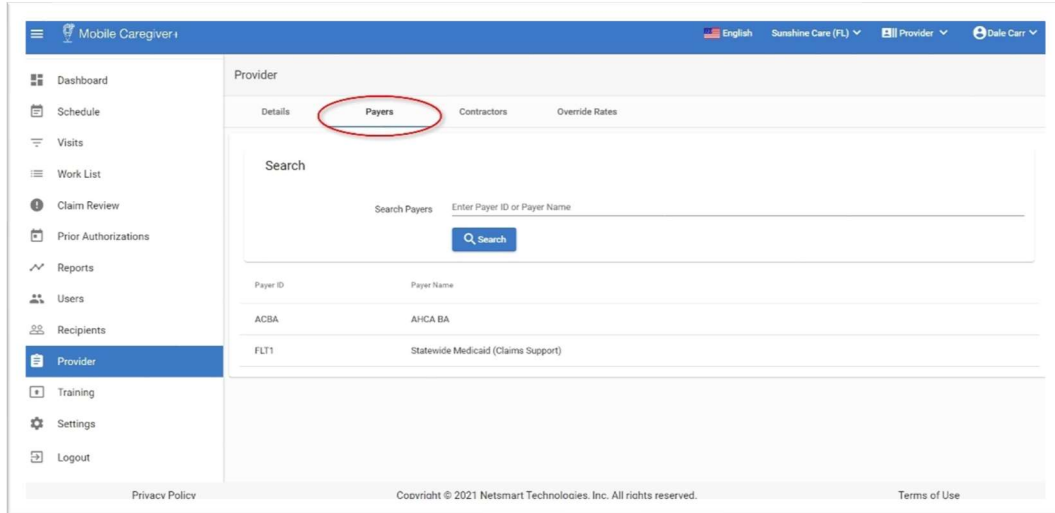 Mobile Caregiver+ English Sunshine Care (FL) Provider Dale Carr
Dashboard
Schedule
Visits
Work List
Claim Review
Prior Authorizations
Reports
Users
Recipients
Provider
Training
Settings
Logout
Provider
Details Payers Contractors Override Rates
Search
Search Payers Enter Payer ID or Payer Name
Search
Payer ID Payer Name
ACBA AHCA BA
FLT1 Statewide Medicaid (Claims Support)
Privacy Policy Copyright © 2021 Netsmart Technologies, Inc. All rights reserved. Terms of Use